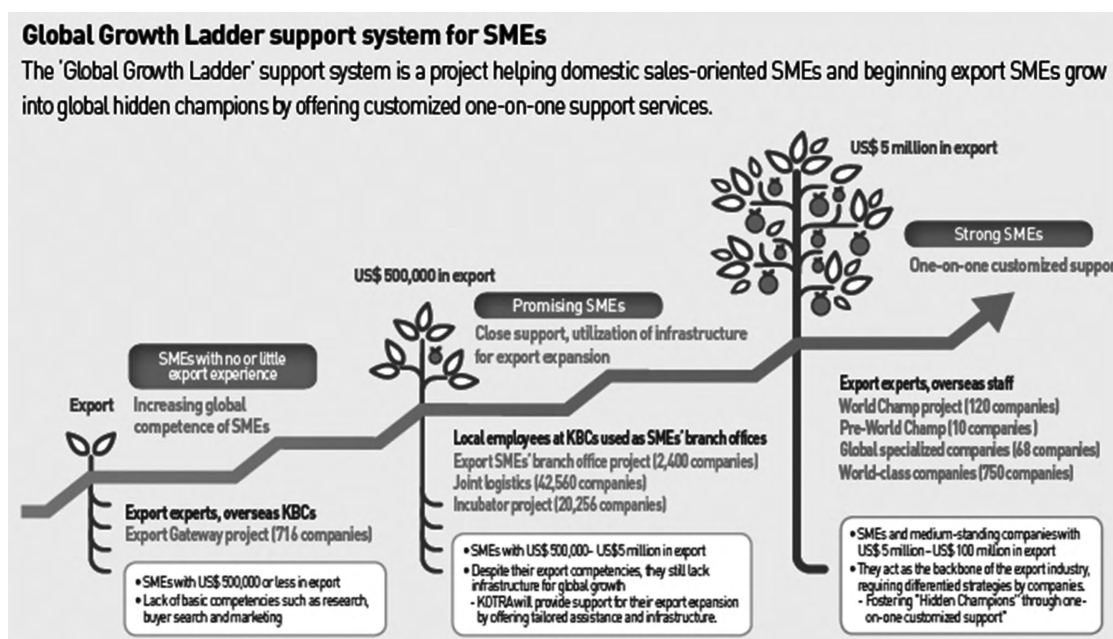 Global Growth Ladder support system for SMEs
The 'Global Growth Ladder' support system is a project helping domestic sales-oriented SMEs and beginning export SMEs grow
into global hidden champions by offering customized one-on-one support services.
Export
SMEs with no or little
export experience
Increasing global
competence of SMEs
Export experts, overseas KBCs
Export Gateway project (716 companies)
• SMEs with US$ 500,000 or less in export
• Lack of basic competencies such as research,
buyer search and marketing
US$ 500,000 in export
Promising SMEs
Close support, utilization of infrastructure
for export expansion
Local employees at KBCs used as SMEs' branch offices
Export SMEs' branch office project (2,400 companies)
Joint logistics (42,560 companies)
Incubator project (20,256 companies)
• SMEs with US$ 500,000- US$5 million in export
• Despite their export competencies, they still lack
infrastructure for global growth
- KOTRA will provide support for their export expansion
by offering tailored assistance and infrastructure.
US$ 5 million in export
Strong SMEs
One-on-one customized suppor
Export experts, overseas staff
World Champ project (120 companies)
Pre-World Champ (10 companies )
Global specialized companies (68 companies)
World-class companies (750 companies)
• SMEs and medium-standing companies with
US$ 5 million - US$ 100 million in export
• They act as the backbone of the export industry,
requiring differentied strategies by companies.
- Fostering "Hidden Champions" through one-
on-one customized support"